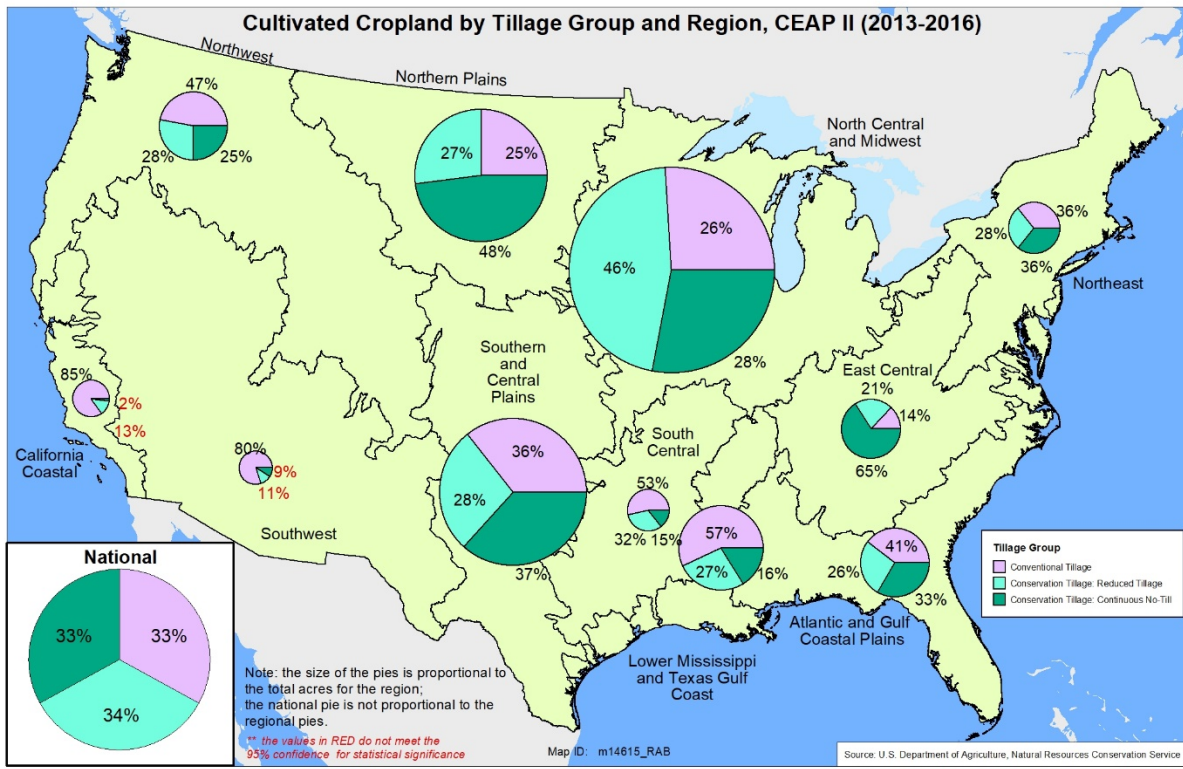 Cultivated Cropland by Tillage Group and Region, CEAP II (2013-2016)
Northwest
47%
28%
25%
Northern Plains
27%
25%
48%
North Central
and Midwest
26%
46%
28%
36%
28%
36%
Northeast
85%
2%
13%
California
Coastal
80%
9%
11%
Southwest
Southern
and
Central
Plains
36%
28%
37%
South
Central
53%
32%
15%
East Central
21%
14%
65%
57%
27%
16%
Lower Mississippi
and Texas Gulf
Coast
41%
26%
33%
Atlantic and Gulf
Coastal Plains
Tillage Group
Conventional Tillage
Conservation Tillage: Reduced Tillage
Conservation Tillage: Continuous No-Till
National
33%
33%
34%
Note: the size of the pies is proportional to
the total acres for the region;
the national pie is not proportional to the
regional pies.
** the values in RED do not meet the
95% confidence for statistical significance
Map ID: m14615_RAB
Source: U.S. Department of Agriculture, Natural Resources Conservation Service